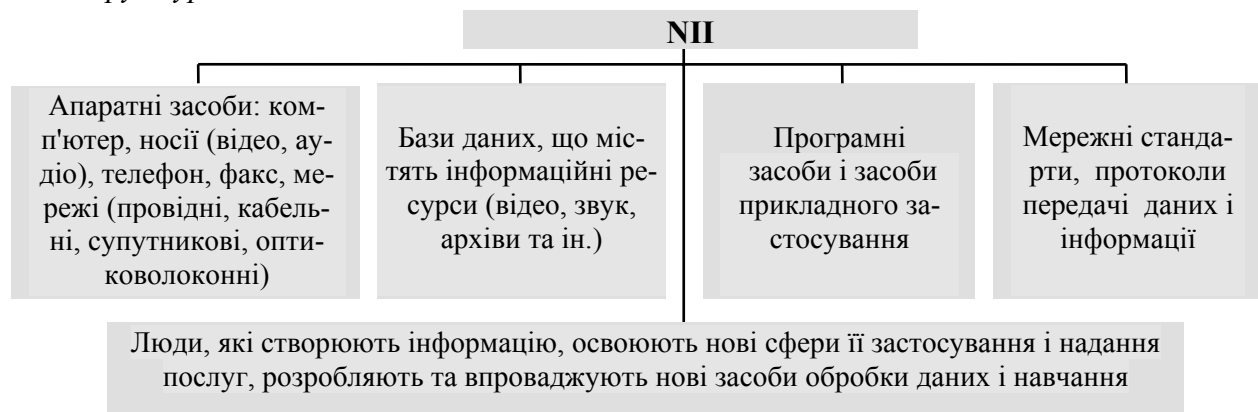 NII
Апаратні засоби: ком-
п'ютер, носії (відео, ау-
діо), телефон, факс, ме-
режі (провідні, кабель-
ні, супутникові, опти-
коволоконні)
Бази даних, що міс-
тять інформаційні ре-
сурси (відео, звук,
архіви та ін.)
Програмні
засоби і засоби
прикладного за-
стосування
Мережні станда-
рти, протоколи
передачі даних і
інформації
Люди, які створюють інформацію, освоюють нові сфери її застосування і надання
послуг, розробляють та впроваджують нові засоби обробки даних і навчання